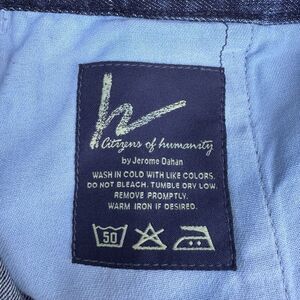 h
Citizens of humanity
by Jerome Dahan
WASH IN COLD WITH LIKE COLORS.
DO NOT BLEACH. TUMBLE DRY LOW.
REMOVE PROMPTLY.
WARM IRON IF DESIRED.
50